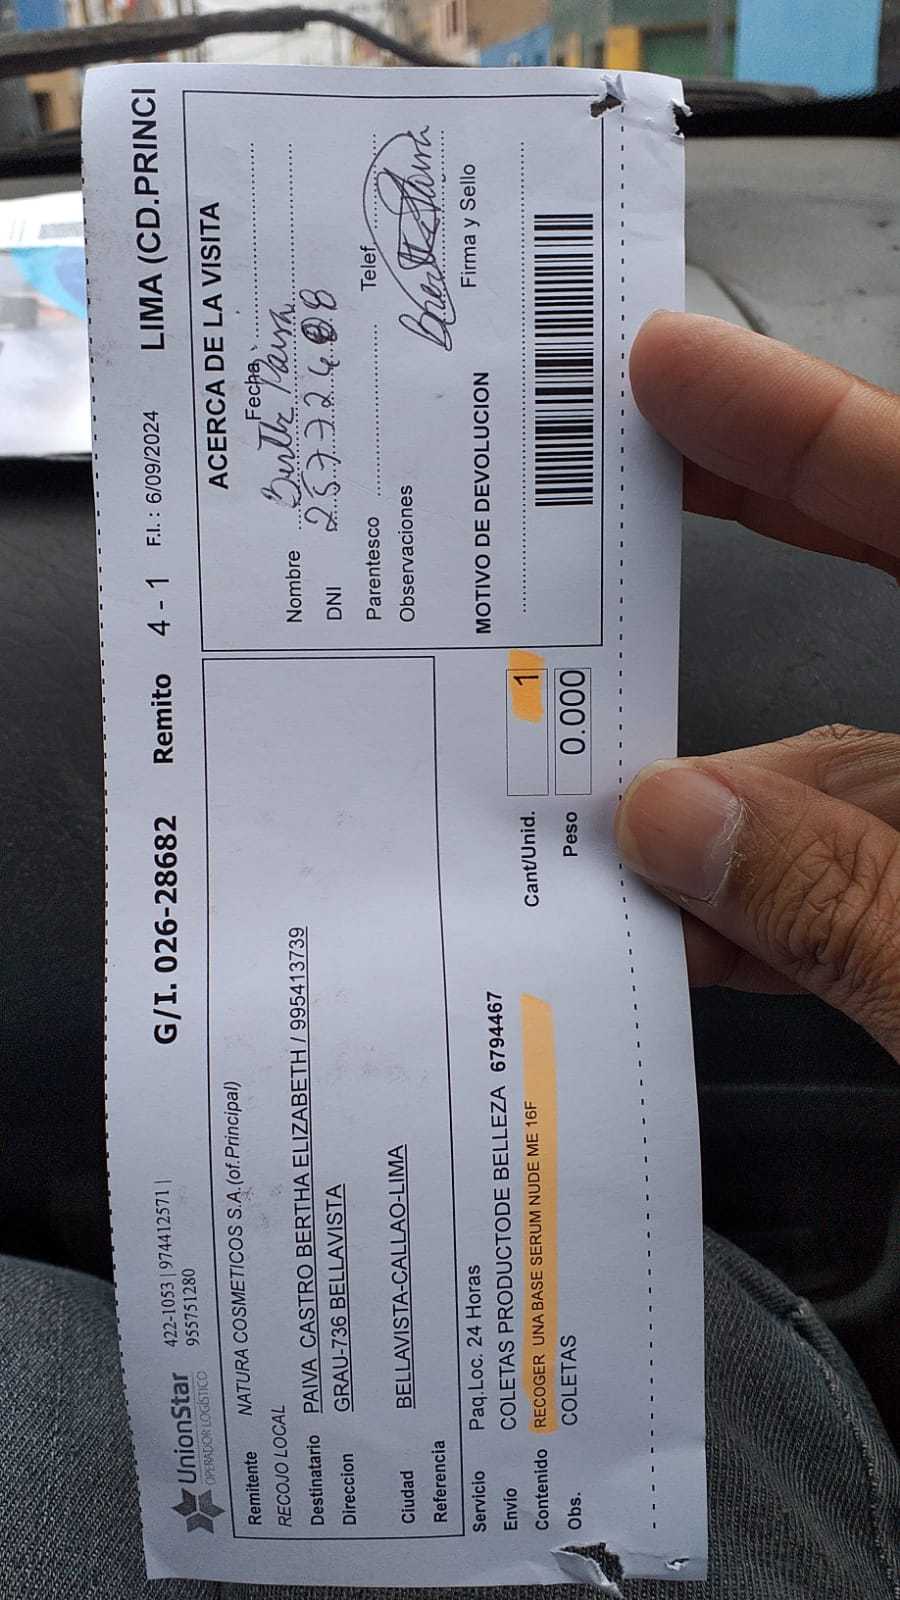 UnionStar
OPERADOR LOGÍSTICO
422-1053 | 974412571 |
955751280
G/I. 026-28682 Remito 4 - 1 F.I.: 6/09/2024 LIMA (CD.PRINCI
Remitente NATURA COSMETICOS S.A.(of.Principal)
RECOJO LOCAL
Destinatario PAIVA CASTRO BERTHA ELIZABETH / 995413739
Direccion GRAU-736 BELLAVISTA
Ciudad BELLAVISTA-CALLAO-LIMA
Referencia
Servicio Paq.Loc. 24 Horas
Envío COLETAS PRODUCTODE BELLEZA 6794467
Contenido RECOGER UNA BASE SERUM NUDE ME 16F
Obs. COLETAS
Cant/Unid. 1
Peso 0.000
ACERCA DE LA VISITA
Fecha
Nombre Paiva
DNI
Parentesco Telef
Observaciones
Firma y Sello
MOTIVO DE DEVOLUCION